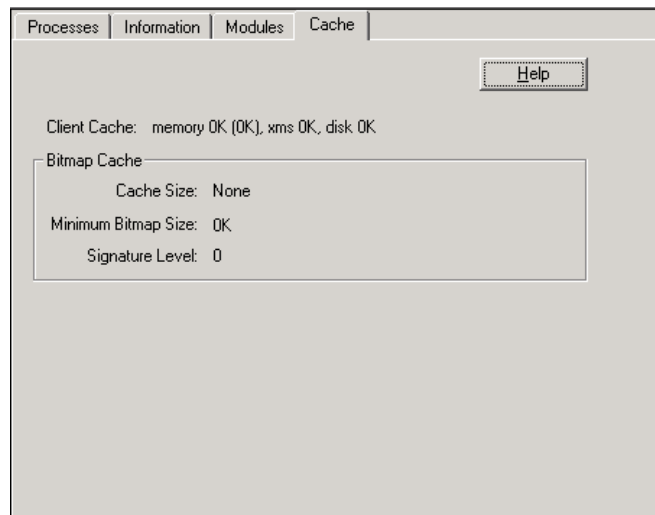 Processes Information Modules Cache
Help
Client Cache: memory 0K (0K), xms 0K, disk 0K
Bitmap Cache
Cache Size: None
Minimum Bitmap Size: 0K
Signature Level: 0